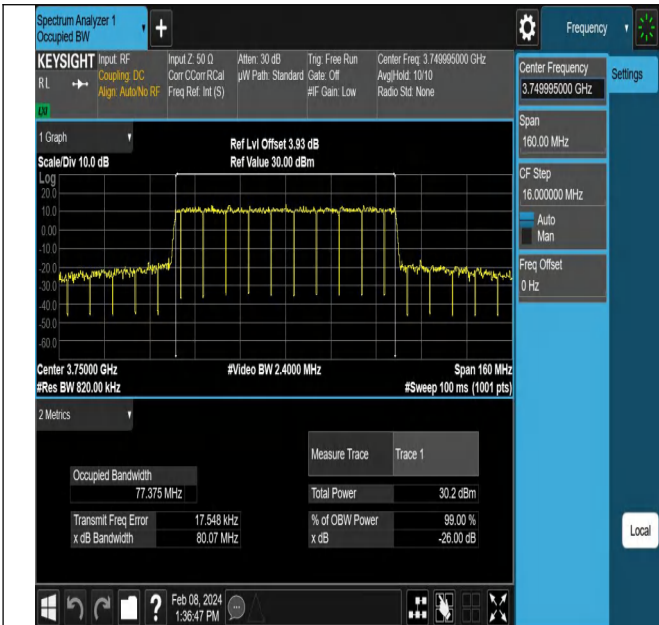 Spectrum Analyzer 1
Occupied BW
Frequency
KEYSIGHT
RL
LNI
Input: RF
Coupling: DC
Align: Auto/No RF
Input Z: 50 Ω
Corr CCorr RCal
Freq Ref: Int (S)
Atten: 30 dB
µW Path: Standard
Trig: Free Run
Gate: Off
#IF Gain: Low
Center Freq: 3.749995000 GHz
Avg|Hold: 10/10
Radio Std: None
Center Frequency
3.749995000 GHz
Settings
Span
160.00 MHz
CF Step
16.000000 MHz
Auto
Man
Freq Offset
0 Hz
Local
1 Graph
Scale/Div 10.0 dB
Ref Lvl Offset 3.93 dB
Ref Value 30.00 dBm
Log
20.0
10.0
0.00
-10.0
-20.0
-30.0
-40.0
-50.0
-60.0
Center 3.75000 GHz
#Video BW 2.4000 MHz
Span 160 MHz
#Res BW 820.00 kHz
#Sweep 100 ms (1001 pts)
2 Metrics
Measure Trace
Trace 1
Occupied Bandwidth
77.375 MHz
Total Power
30.2 dBm
Transmit Freq Error
17.548 kHz
% of OBW Power
99.00 %
x dB Bandwidth
80.07 MHz
x dB
-26.00 dB
?
Feb 08, 2024
1:36:47 PM